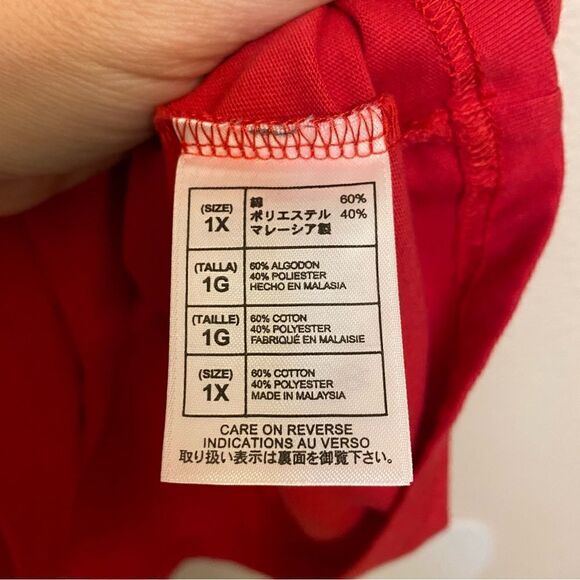 (SIZE)
1X
綿 60%
ポリエステル 40%
マレーシア製
(TALLA)
1G
60% ALGODON
40% POLIESTER
HECHO EN MALASIA
(TAILLE)
1G
60% COTON
40% POLYESTER
FABRIQUÉ EN MALAISIE
(SIZE)
1X
60% COTTON
40% POLYESTER
MADE IN MALAYSIA
CARE ON REVERSE
INDICATIONS AU VERSO
取り扱い表示は裏面を御覧下さい。